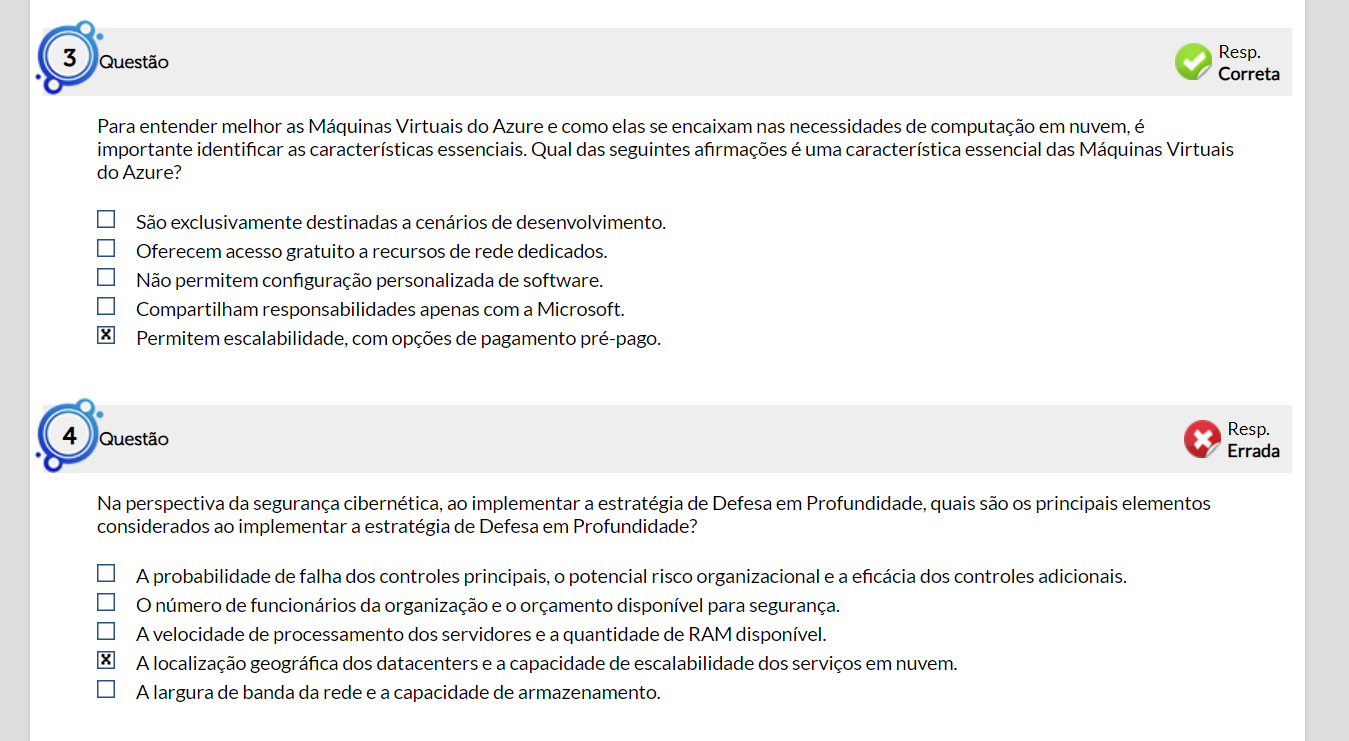 3 Questão
Resp.
Correta
Para entender melhor as Máquinas Virtuais do Azure e como elas se encaixam nas necessidades de computação em nuvem, é
importante identificar as características essenciais. Qual das seguintes afirmações é uma característica essencial das Máquinas Virtuais
do Azure?
São exclusivamente destinadas a cenários de desenvolvimento.
Oferecem acesso gratuito a recursos de rede dedicados.
Não permitem configuração personalizada de software.
Compartilham responsabilidades apenas com a Microsoft.
Permitem escalabilidade, com opções de pagamento pré-pago.
4 Questão
Resp.
Errada
Na perspectiva da segurança cibernética, ao implementar a estratégia de Defesa em Profundidade, quais são os principais elementos
considerados ao implementar a estratégia de Defesa em Profundidade?
A probabilidade de falha dos controles principais, o potencial risco organizacional e a eficácia dos controles adicionais.
O número de funcionários da organização e o orçamento disponível para segurança.
A velocidade de processamento dos servidores e a quantidade de RAM disponível.
A localização geográfica dos datacenters e a capacidade de escalabilidade dos serviços em nuvem.
A largura de banda da rede e a capacidade de armazenamento.